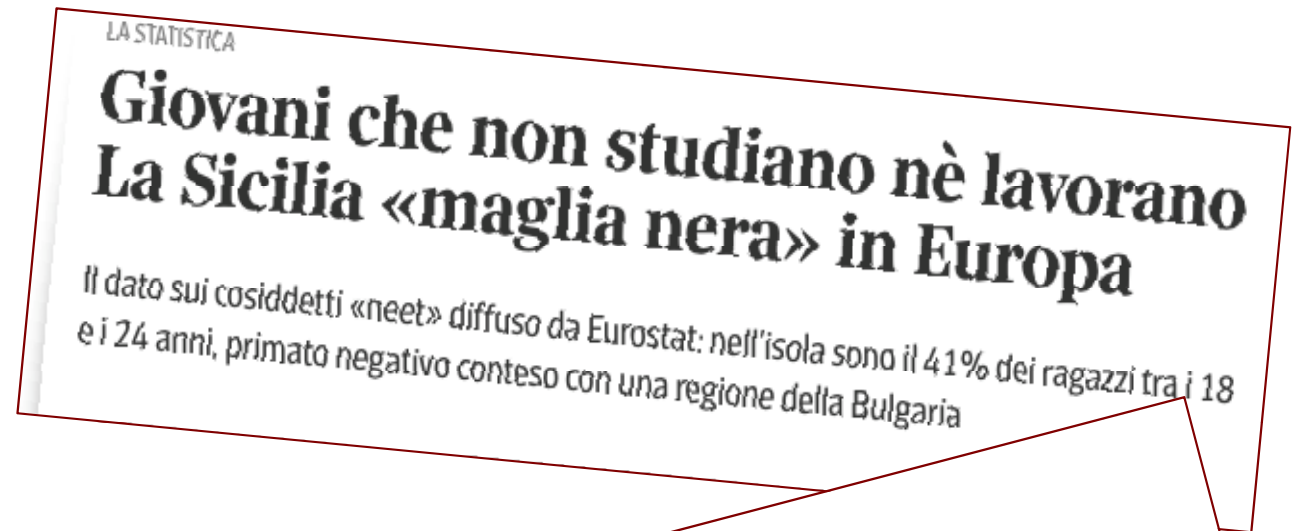 LA STATISTICA
Giovani che non studiano nè lavorano
La Sicilia «maglia nera» in Europa
Il dato sui cosiddetti «neet» diffuso da Eurostat: nell'isola sono il 41% dei ragazzi tra i 18
e i 24 anni, primato negativo conteso con una regione della Bulgaria